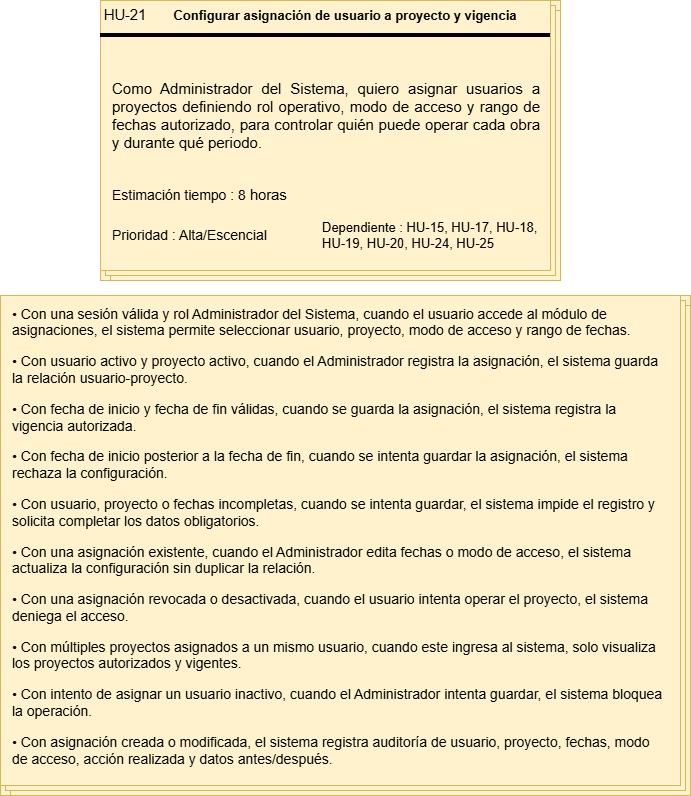 HU-21 Configurar asignación de usuario a proyecto y vigencia
Como Administrador del Sistema, quiero asignar usuarios a
proyectos definiendo rol operativo, modo de acceso y rango de
fechas autorizado, para controlar quién puede operar cada obra
y durante qué periodo.
Estimación tiempo : 8 horas
Prioridad : Alta/Escencial
Dependiente : HU-15, HU-17, HU-18,
HU-19, HU-20, HU-24, HU-25
• Con una sesión válida y rol Administrador del Sistema, cuando el usuario accede al módulo de
asignaciones, el sistema permite seleccionar usuario, proyecto, modo de acceso y rango de fechas.
• Con usuario activo y proyecto activo, cuando el Administrador registra la asignación, el sistema guarda
la relación usuario-proyecto.
• Con fecha de inicio y fecha de fin válidas, cuando se guarda la asignación, el sistema registra la
vigencia autorizada.
• Con fecha de inicio posterior a la fecha de fin, cuando se intenta guardar la asignación, el sistema
rechaza la configuración.
• Con usuario, proyecto o fechas incompletas, cuando se intenta guardar, el sistema impide el registro y
solicita completar los datos obligatorios.
• Con una asignación existente, cuando el Administrador edita fechas o modo de acceso, el sistema
actualiza la configuración sin duplicar la relación.
• Con una asignación revocada o desactivada, cuando el usuario intenta operar el proyecto, el sistema
deniega el acceso.
• Con múltiples proyectos asignados a un mismo usuario, cuando este ingresa al sistema, solo visualiza
los proyectos autorizados y vigentes.
• Con intento de asignar un usuario inactivo, cuando el Administrador intenta guardar, el sistema bloquea
la operación.
• Con asignación creada o modificada, el sistema registra auditoría de usuario, proyecto, fechas, modo
de acceso, acción realizada y datos antes/después.